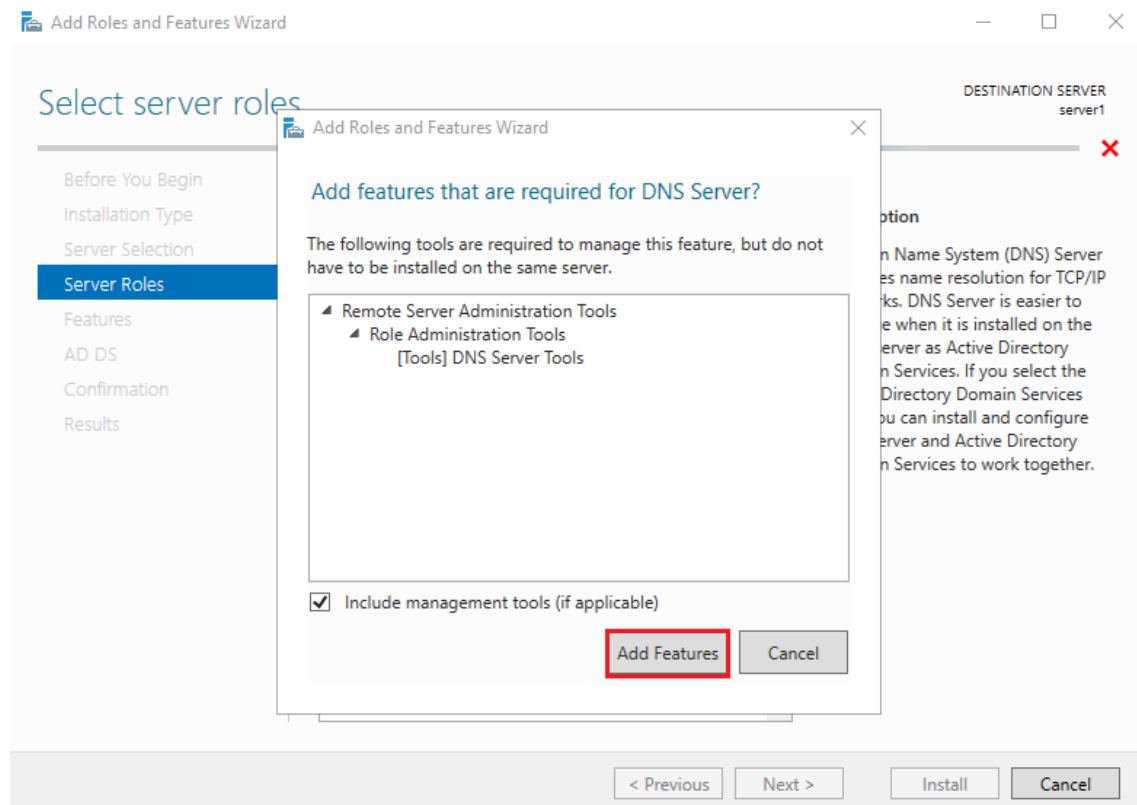 Add Roles and Features Wizard
Select server roles
DESTINATION SERVER
server1
Before You Begin
Installation Type
Server Selection
Server Roles
Features
AD DS
Confirmation
Results
Add Roles and Features Wizard
Add features that are required for DNS Server?
The following tools are required to manage this feature, but do not
have to be installed on the same server.
Remote Server Administration Tools
Role Administration Tools
[Tools] DNS Server Tools
Include management tools (if applicable)
Add Features
Cancel
Name System (DNS) Server
name resolution for TCP/IP
DNS Server is easier to
when it is installed on the
as Active Directory
Services. If you select the
Directory Domain Services
can install and configure
and Active Directory
Services to work together.
< Previous
Next >
Install
Cancel